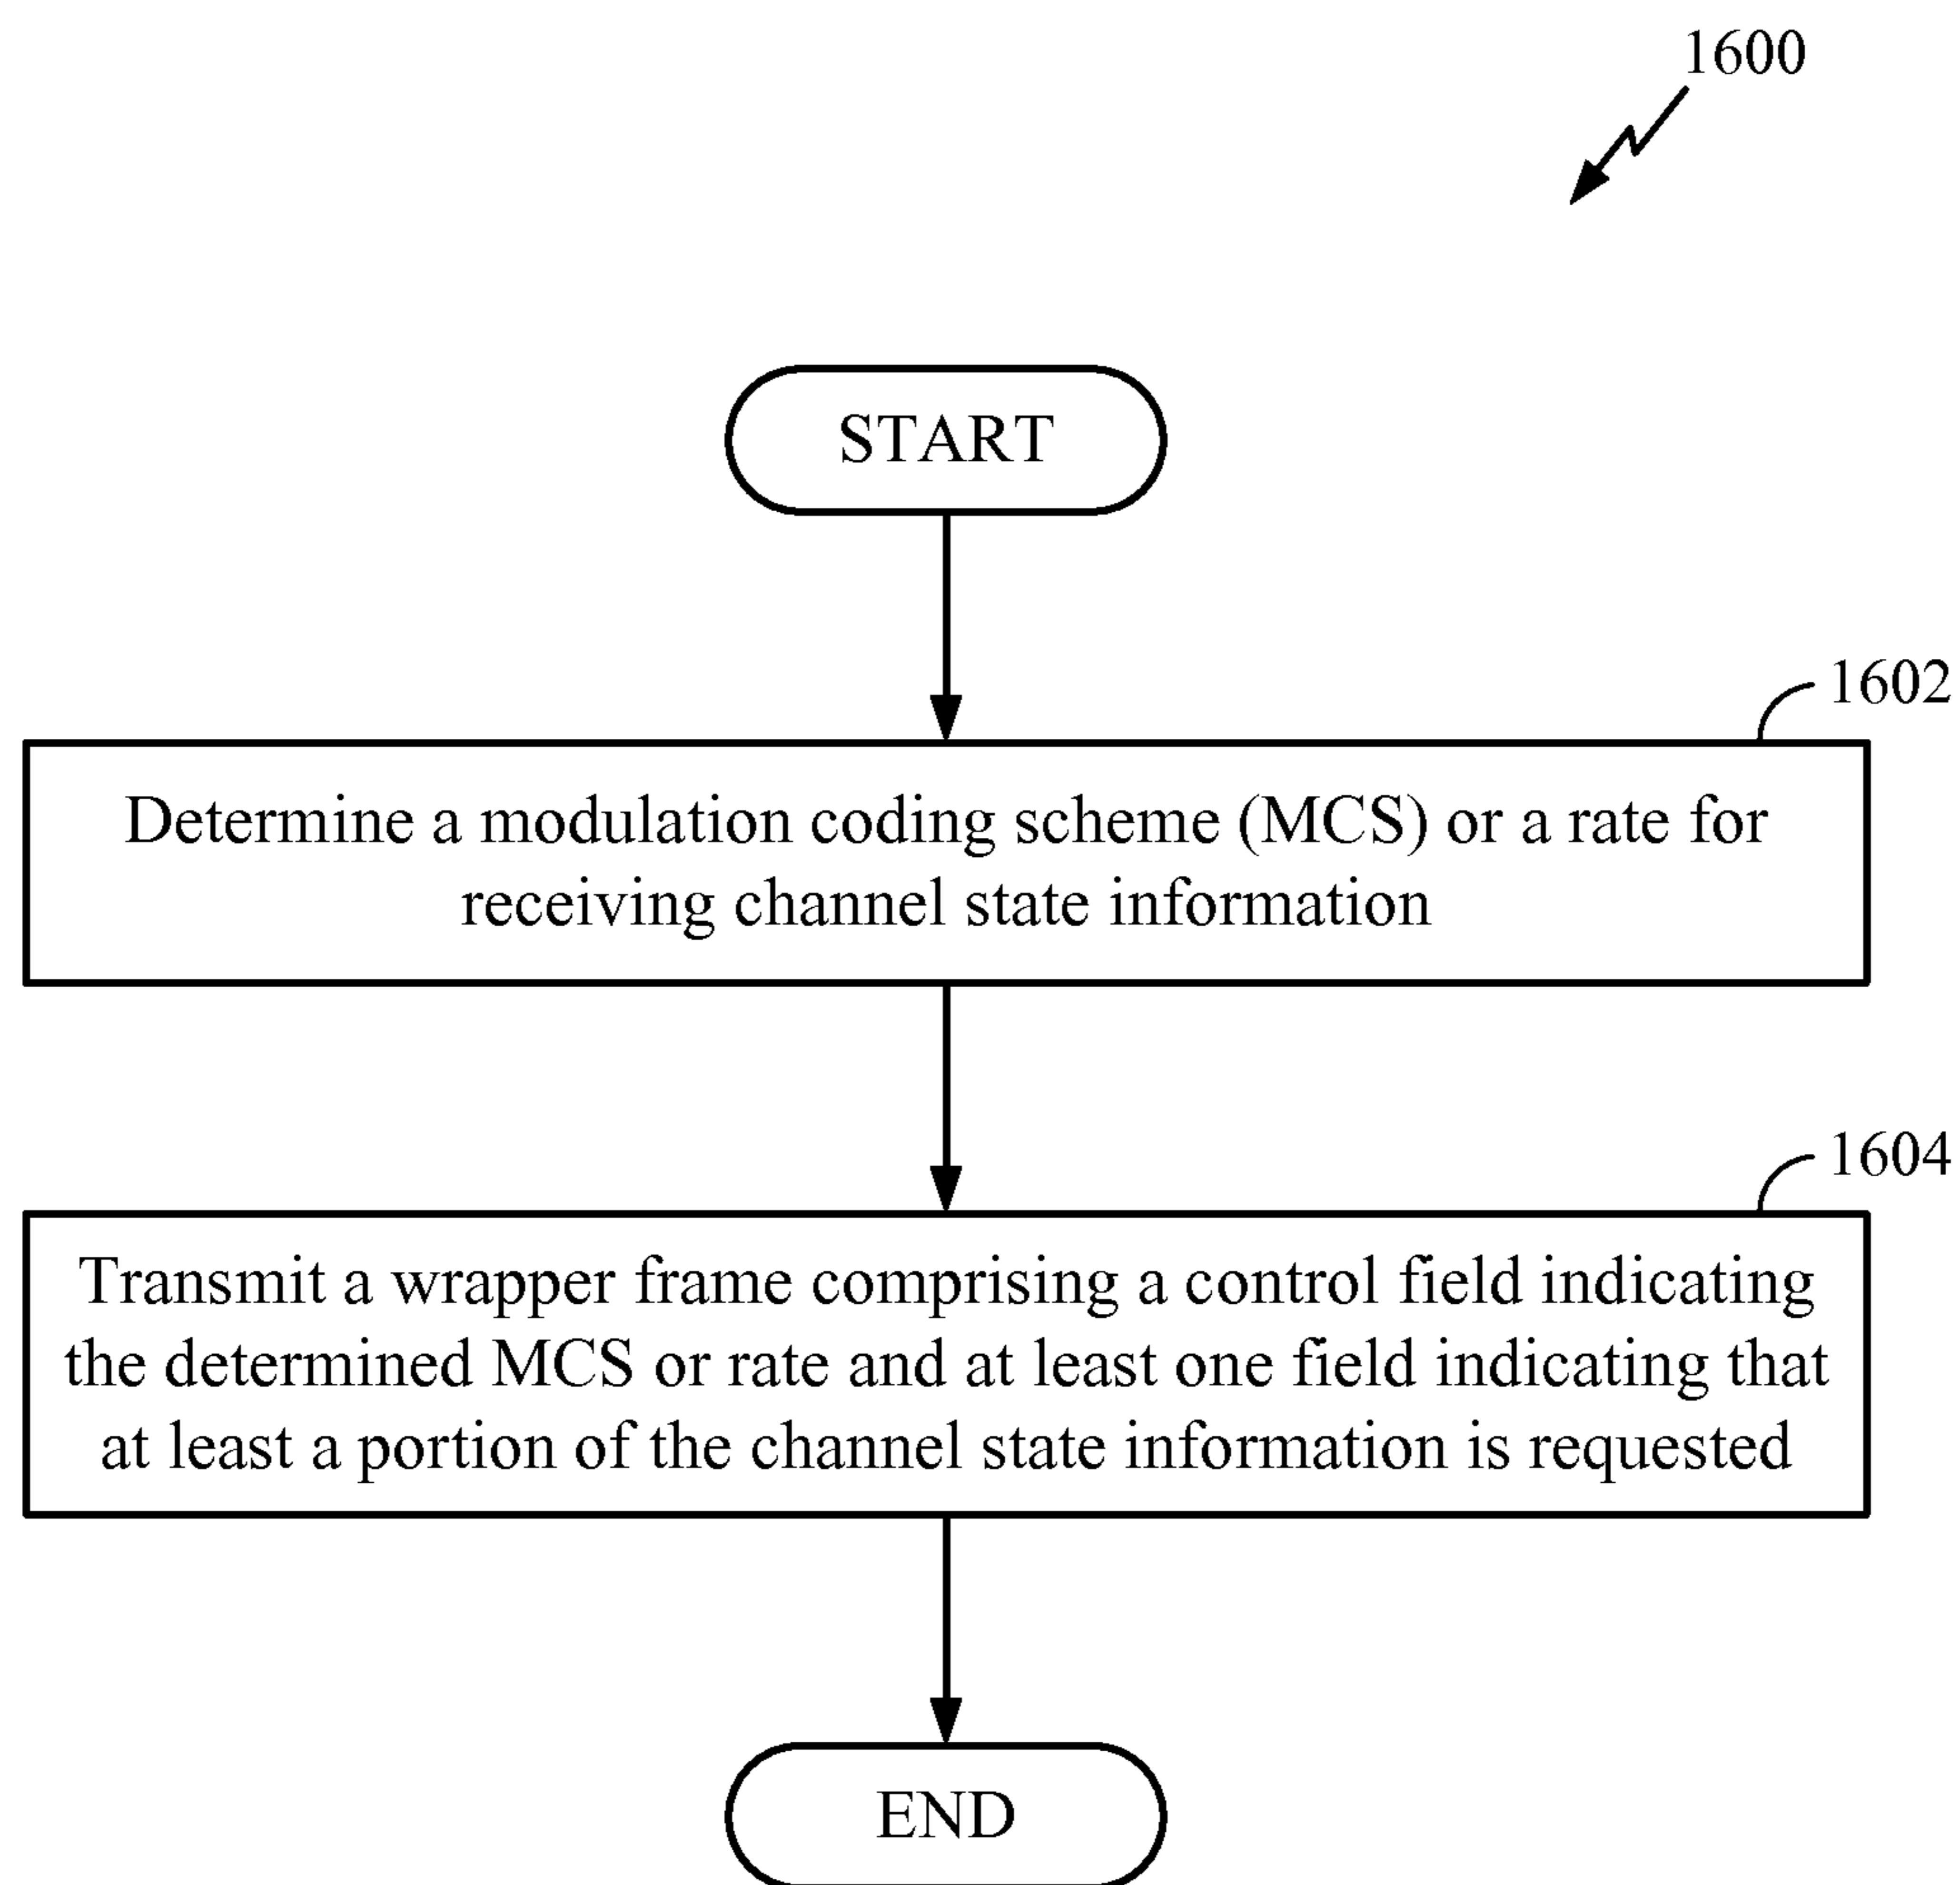 1600
START
1602
Determine a modulation coding scheme (MCS) or a rate for
receiving channel state information
1604
Transmit a wrapper frame comprising a control field indicating
the determined MCS or rate and at least one field indicating that
at least a portion of the channel state information is requested
END